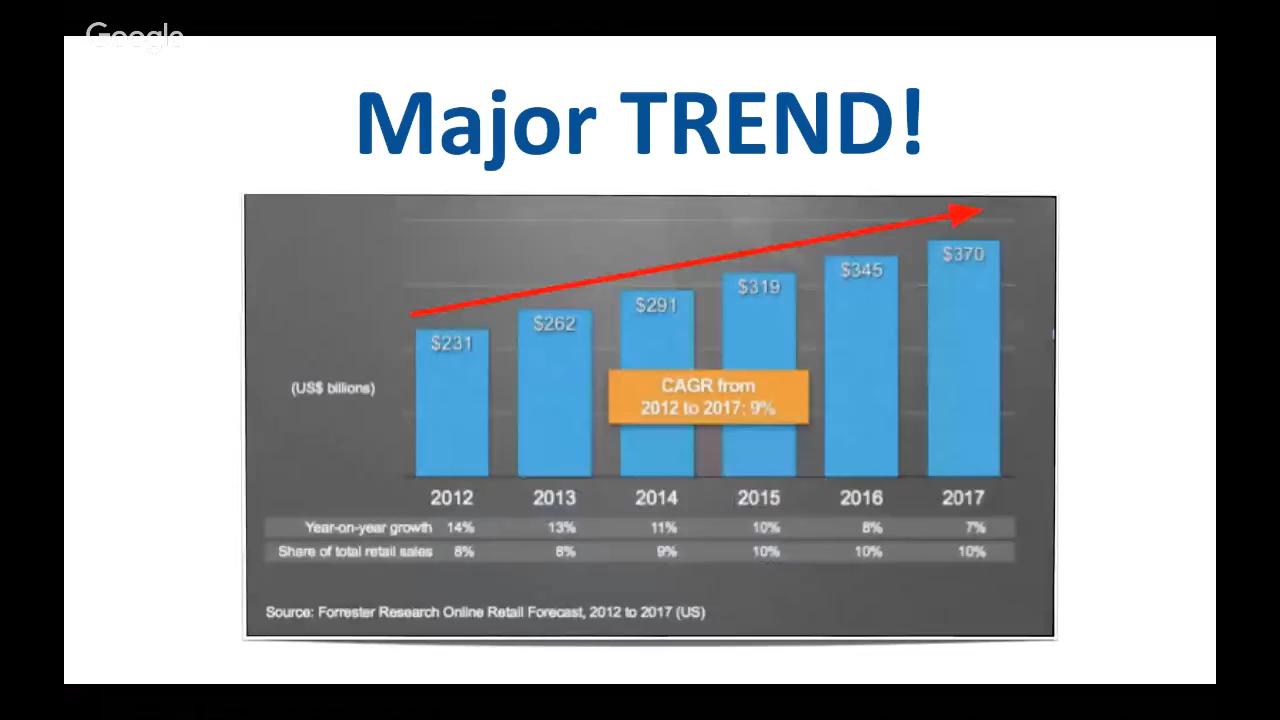 Google
Major TREND!
$231 $262 $291 $319 $345 $370
(US$ billions)
CAGR from
2012 to 2017: 9%
2012 2013 2014 2015 2016 2017
Year-on-year growth 14% 13% 11% 10% 8% 7%
Share of total retail sales 8% 8% 9% 10% 10% 10%
Source: Forrester Research Online Retail Forecast, 2012 to 2017 (US)